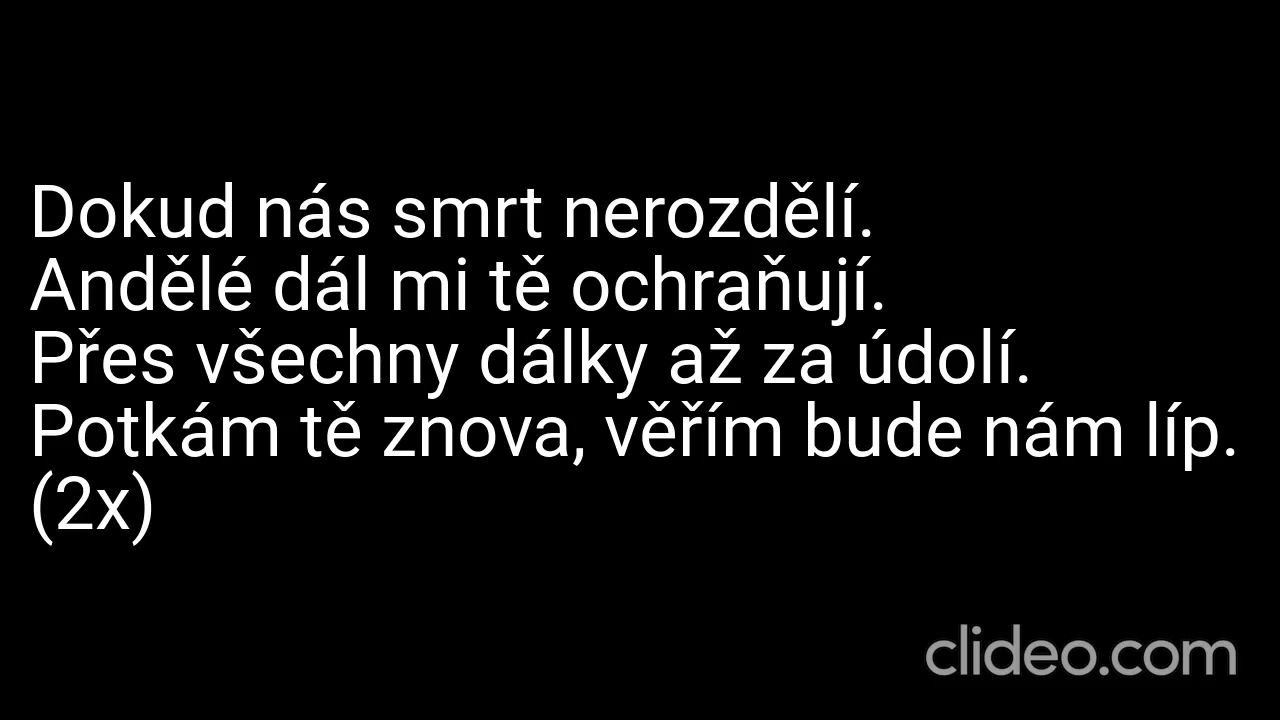 Dokud nás smrt nerozdělí.
Andělé dál mi tě ochraňují.
Přes všechny dálky až za údolí.
Potkám tě znova, věřím bude nám líp.
(2x)
clideo.com